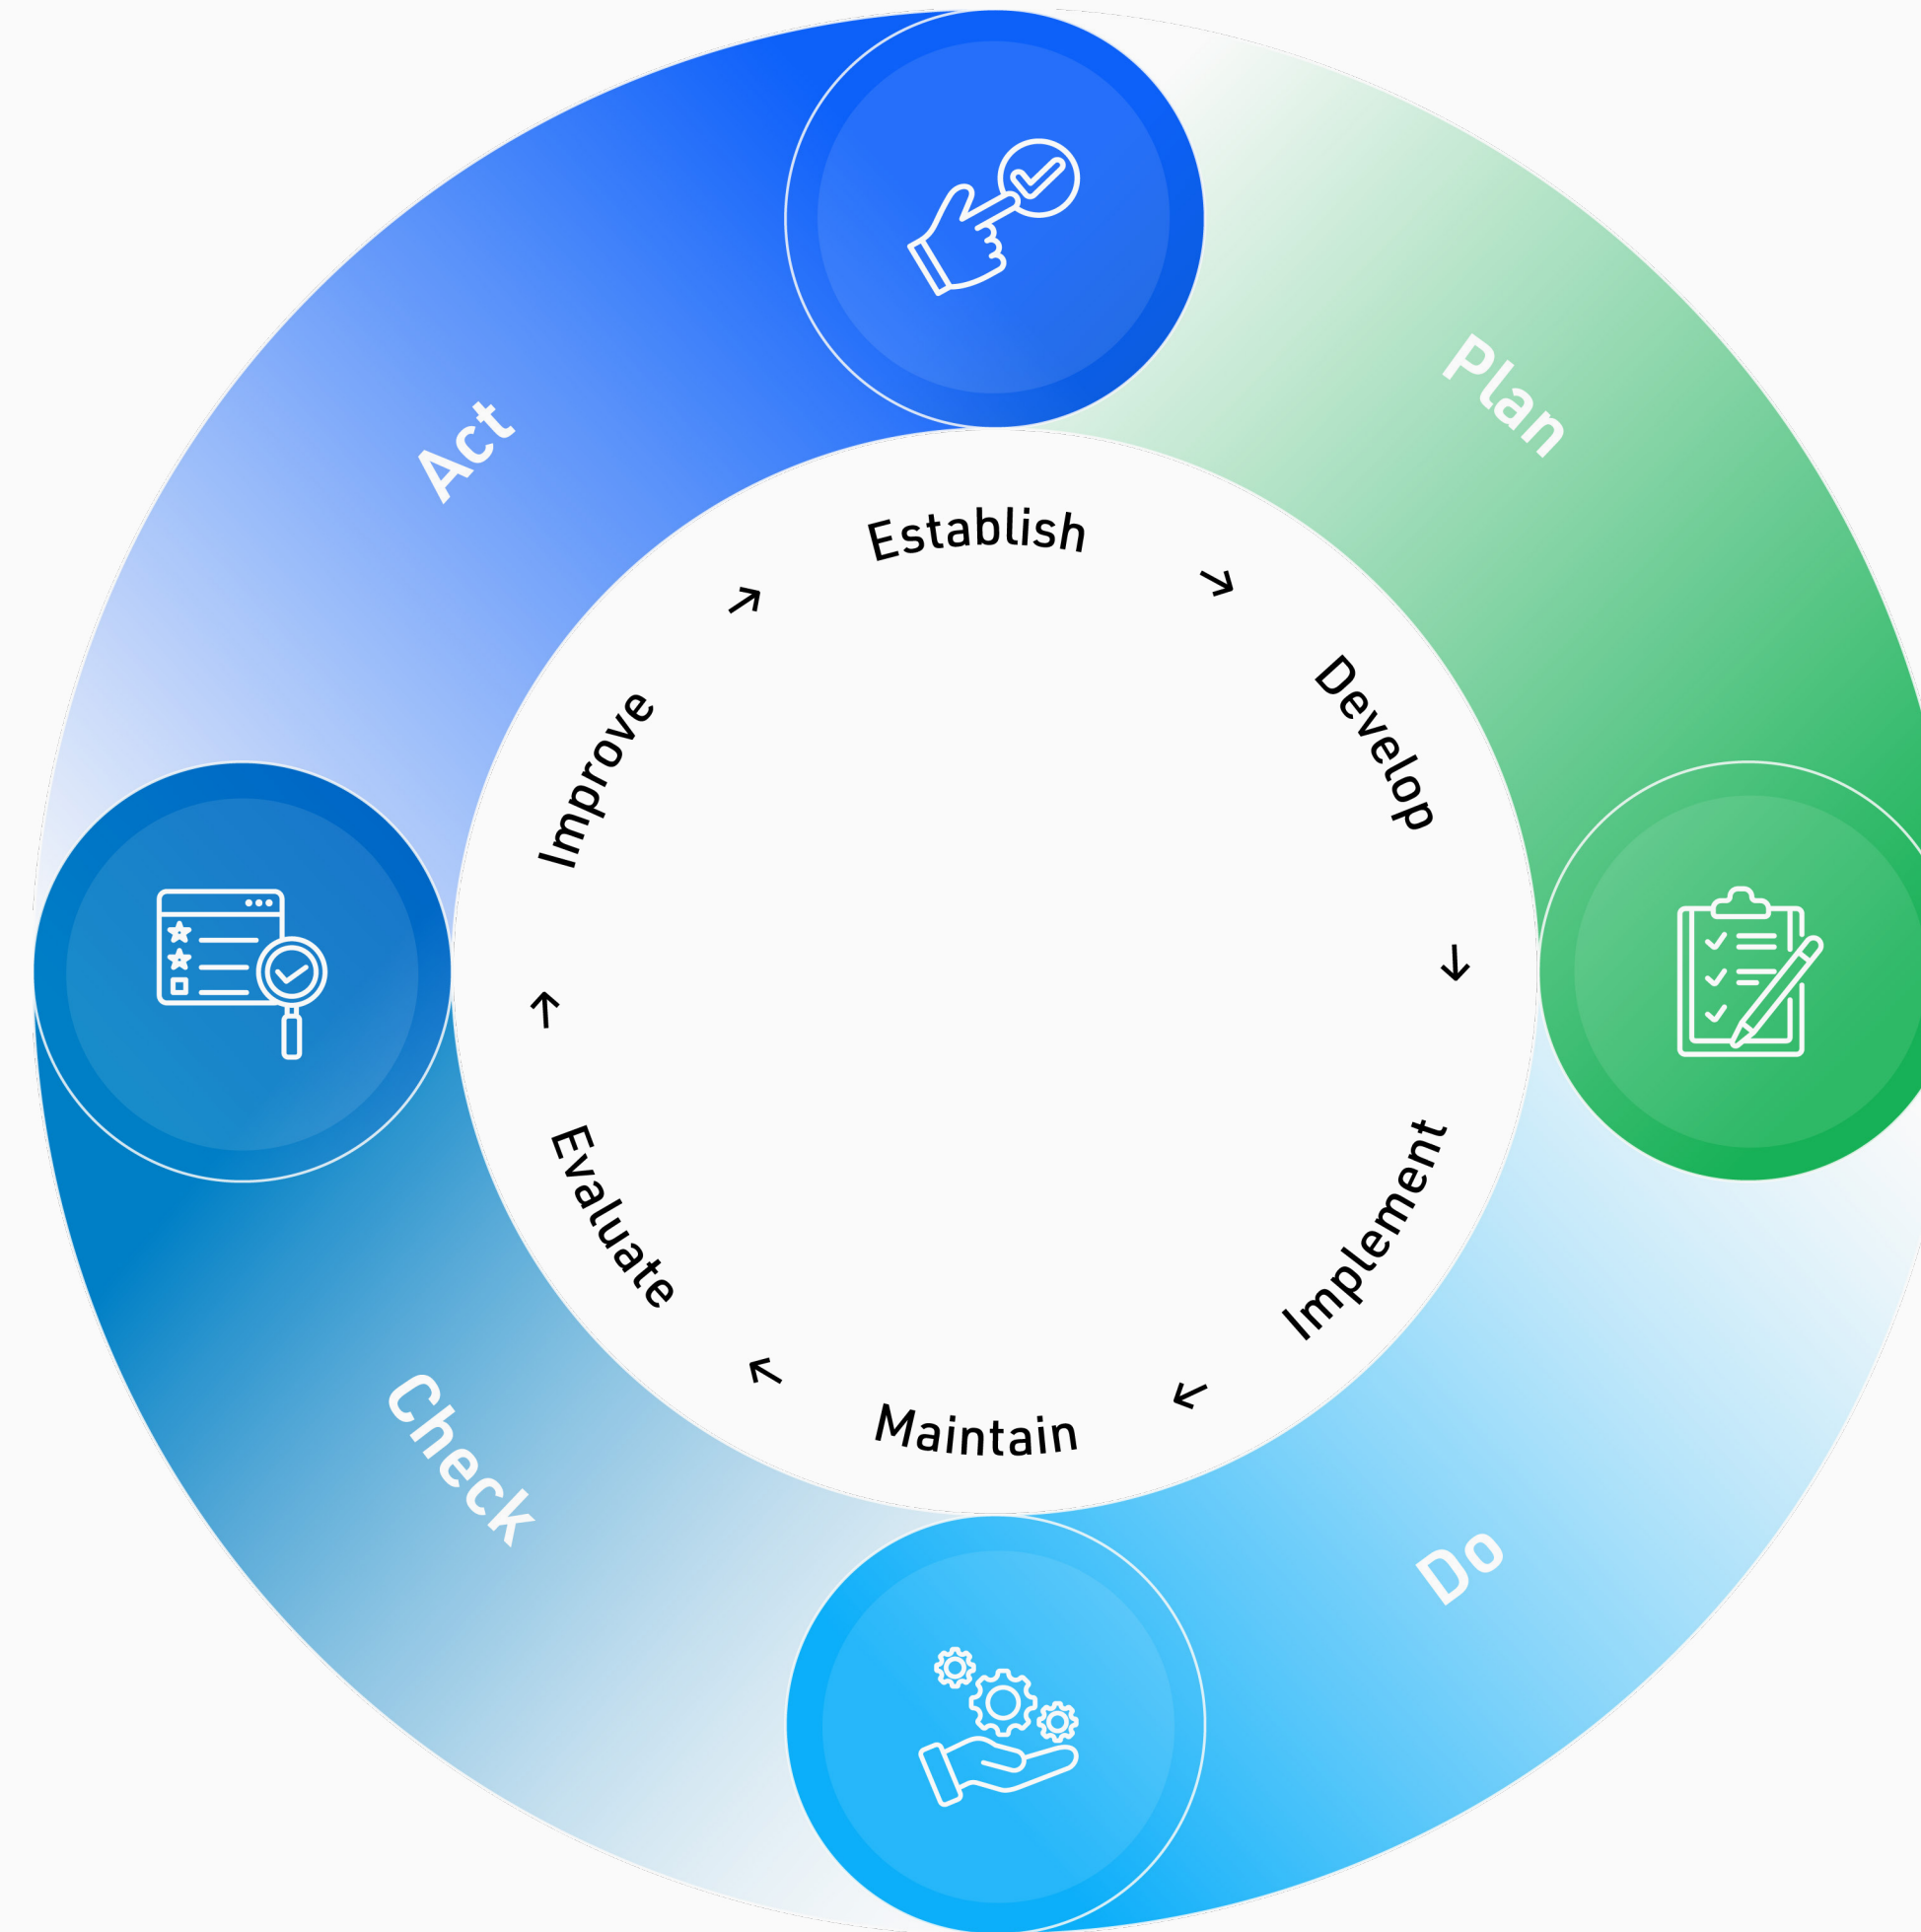 Plan
Do
Check
Act
Establish
Develop
Implement
Maintain
Evaluate
Improve